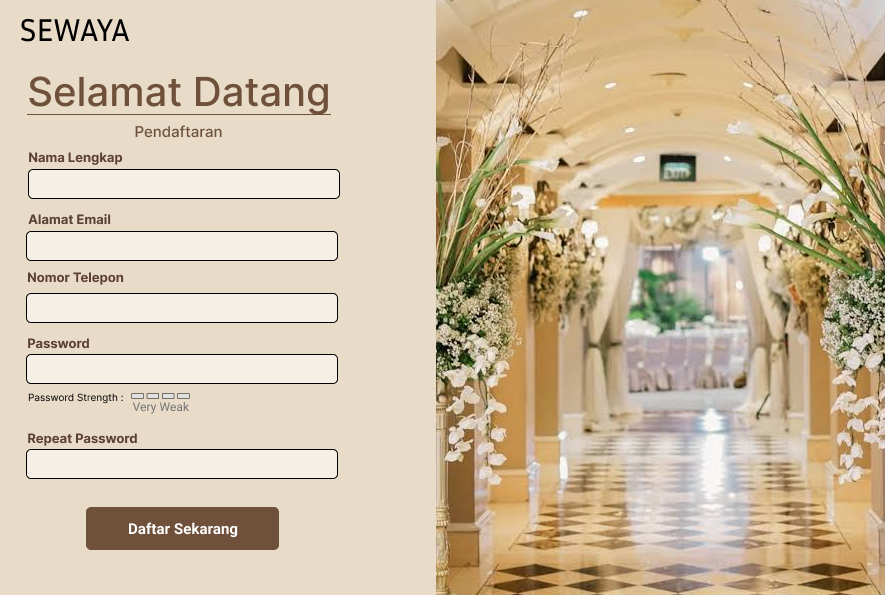 SEWAYA
Selamat Datang
Pendaftaran
Nama Lengkap
Alamat Email
Nomor Telepon
Password
Password Strength :
Very Weak
Repeat Password
Daftar Sekarang